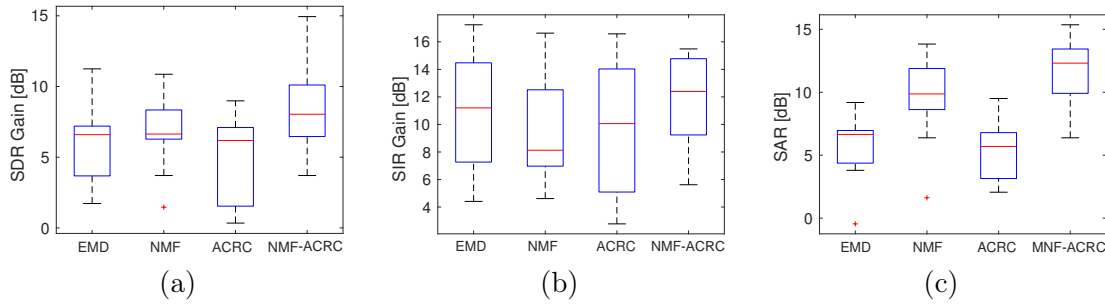 15
10
5
0
SDR Gain [dB]
EMD NMF ACRC NMF-ACRC
(a)
16
14
12
10
8
6
4
SIR Gain [dB]
EMD NMF ACRC NMF-ACRC
(b)
15
10
5
0
SAR [dB]
EMD NMF ACRC MNF-ACRC
(c)